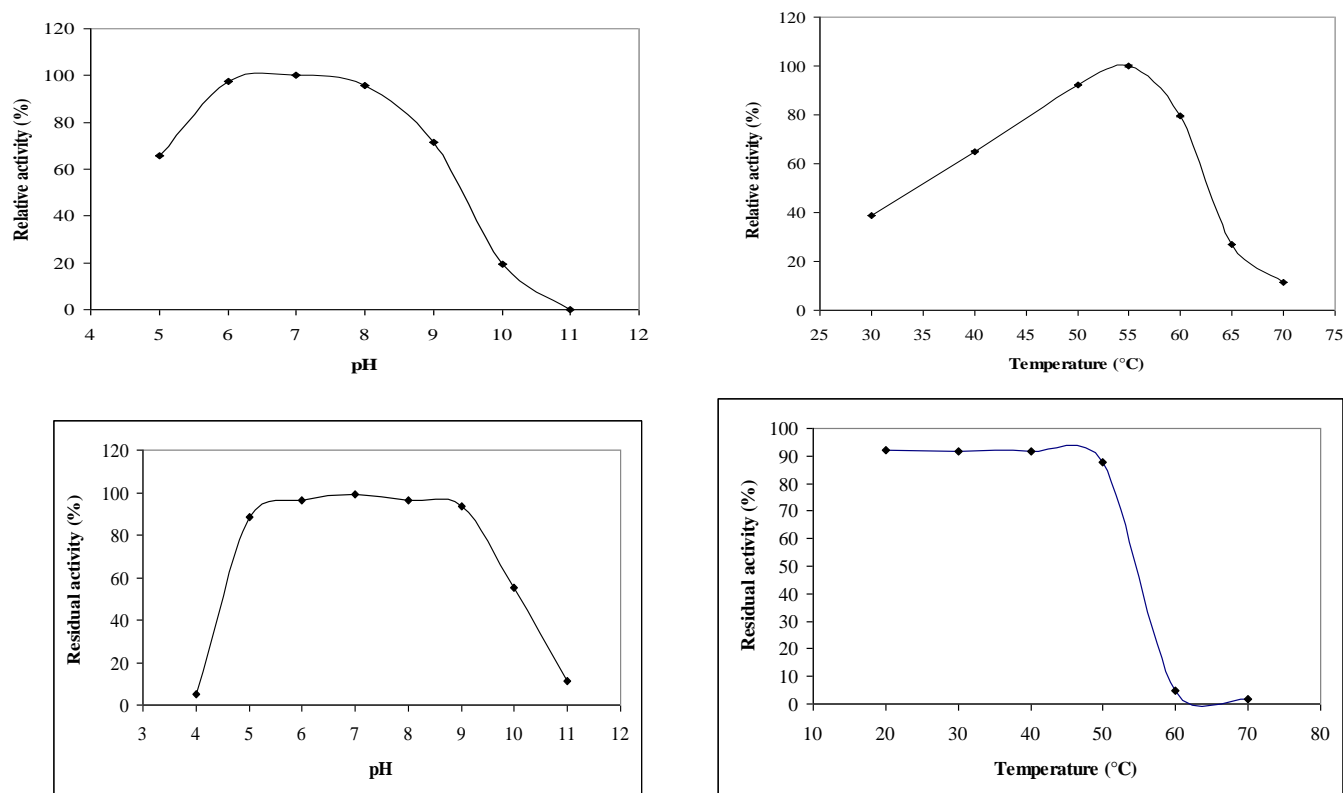 120
100
80
60
40
20
0
4 5 6 7 8 9 10 11 12
pH
Relative activity (%)
120
100
80
60
40
20
0
25 30 35 40 45 50 55 60 65 70 75
Temperature (°C)
Relative activity (%)
120
100
80
60
40
20
0
3 4 5 6 7 8 9 10 11 12
pH
Residual activity (%)
100
90
80
70
60
50
40
30
20
10
0
10 20 30 40 50 60 70 80
Temperature (°C)
Residual activity (%)